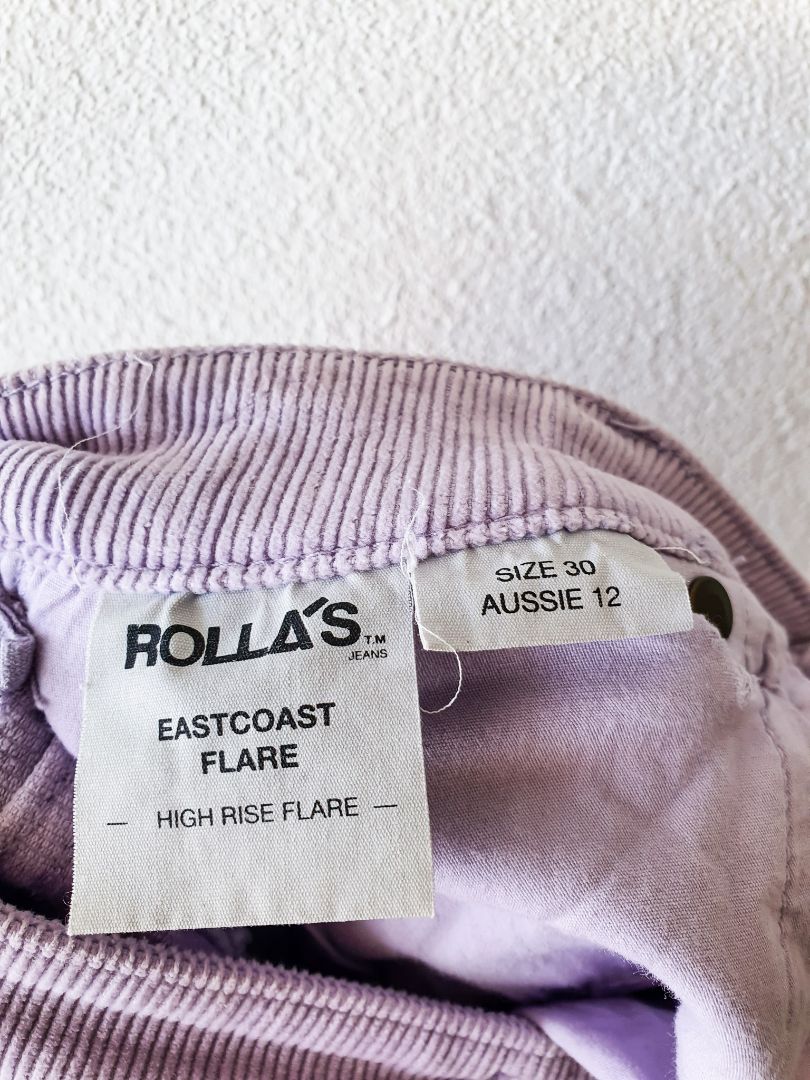 ROLLA'S T.M
JEANS
EASTCOAST
FLARE
— HIGH RISE FLARE —
SIZE 30
AUSSIE 12